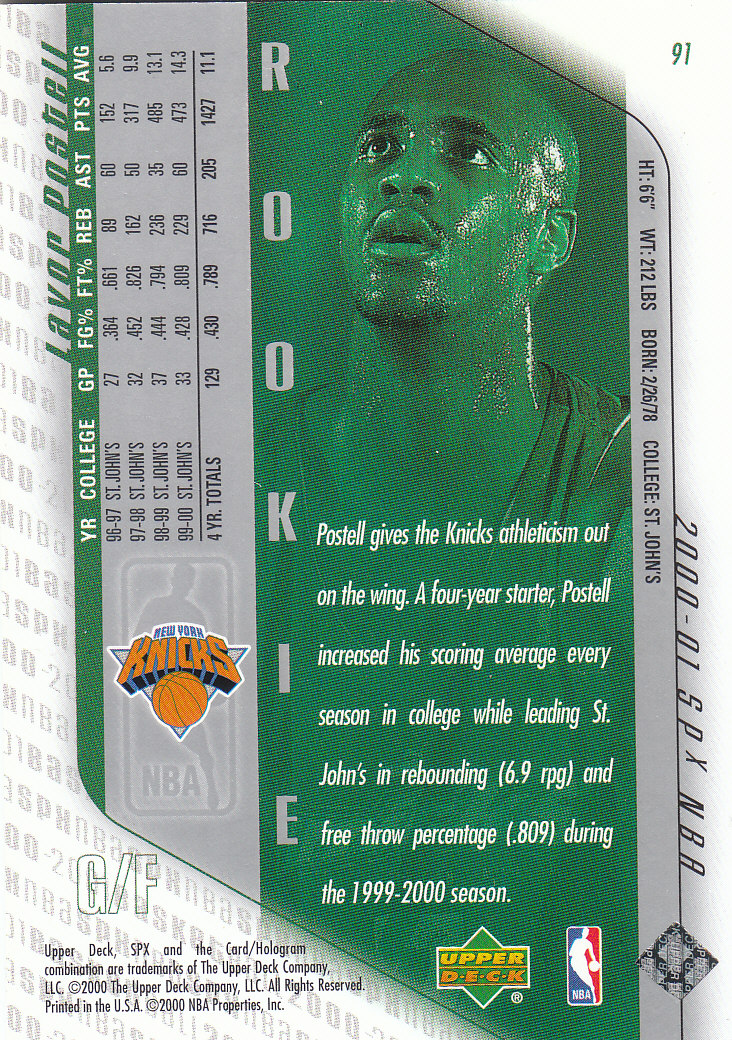 91
Lavor Postell
YR COLLEGE GP FG% FT% REB AST PTS AVG
96-97 ST.JOHN'S 27 .364 .661 89 60 152 5.6
97-98 ST.JOHN'S 32 .452 .826 162 50 317 9.9
98-99 ST.JOHN'S 37 .444 .794 236 35 485 13.1
99-00 ST.JOHN'S 33 .428 .809 229 60 473 14.3
4 YR. TOTALS 129 .430 .789 716 205 1427 11.1
ROOKIE
HT: 6'6" WT: 212 LBS BORN: 2/26/78 COLLEGE: ST. JOHN'S
2000-01 SPX NBA
NEW YORK
KNICKS
NBA
Postell gives the Knicks athleticism out
on the wing. A four-year starter, Postell
increased his scoring average every
season in college while leading St.
John's in rebounding (6.9 rpg) and
free throw percentage (.809) during
the 1999-2000 season.
G/F
UPPER
DECK
®
NBA
Upper Deck, SPX and the Card/Hologram
combination are trademarks of The Upper Deck Company,
LLC. ©2000 The Upper Deck Company, LLC. All Rights Reserved.
Printed in the U.S.A. ©2000 NBA Properties, Inc.